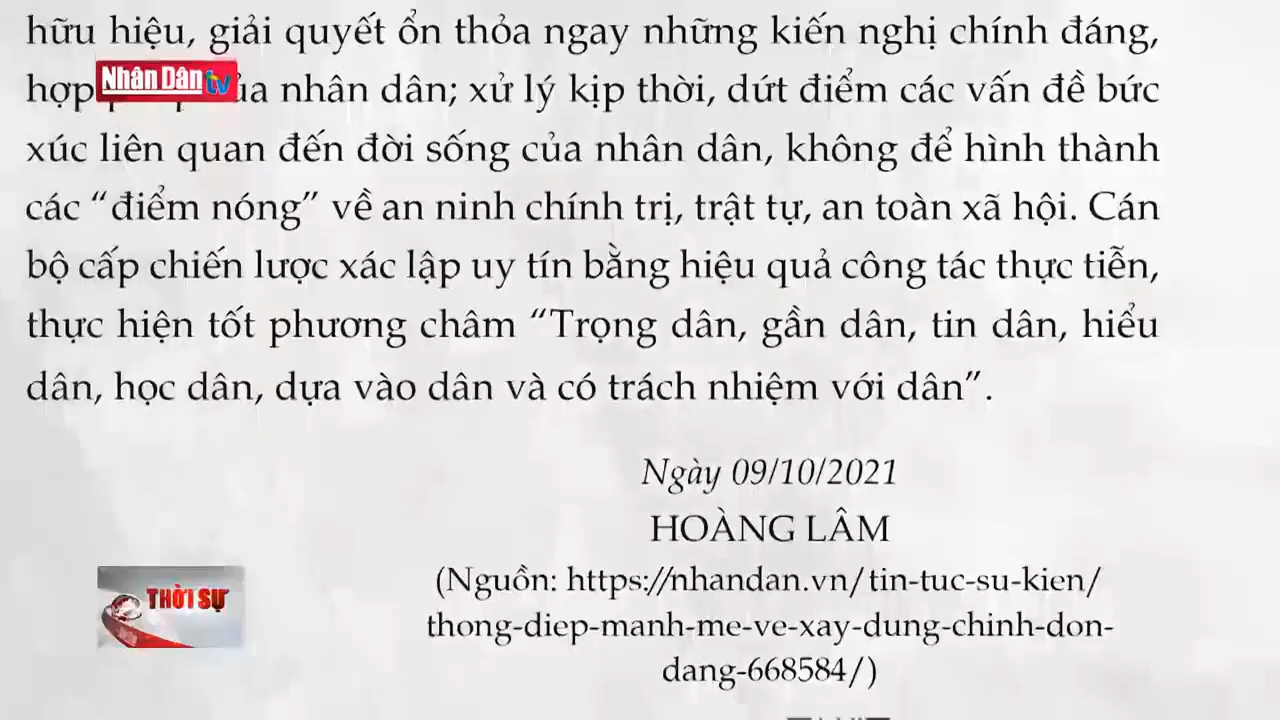 hữu hiệu, giải quyết ổn thỏa ngay những kiến nghị chính đáng,
hợp của nhân dân; xử lý kịp thời, dứt điểm các vấn đề bức
Nhân Dân tv
xúc liên quan đến đời sống của nhân dân, không để hình thành
các “điểm nóng” về an ninh chính trị, trật tự, an toàn xã hội. Cán
bộ cấp chiến lược xác lập uy tín bằng hiệu quả công tác thực tiễn,
thực hiện tốt phương châm “Trọng dân, gần dân, tin dân, hiểu
dân, học dân, dựa vào dân và có trách nhiệm với dân”.
Ngày 09/10/2021
HOÀNG LÂM
(Nguồn: https://nhandan.vn/tin-tuc-su-kien/
thong-diep-manh-me-ve-xay-dung-chinh-don-
dang-668584/)
THỜI SỰ